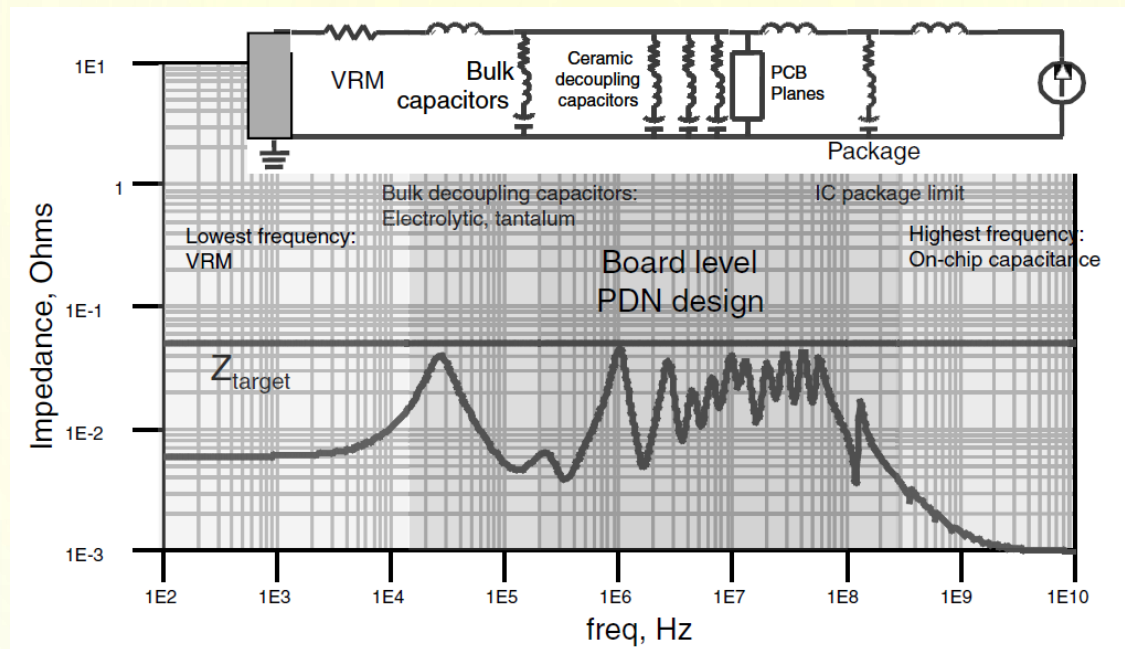 VRM
Bulk
capacitors
Ceramic
decoupling
capacitors
PCB
Planes
Package
Bulk decoupling capacitors:
Electrolytic, tantalum
IC package limit
Lowest frequency:
VRM
Highest frequency:
On-chip capacitance
Board level
PDN design
Ztarget
Impedance, Ohms
1E1
1
1E-1
1E-2
1E-3
1E2 1E3 1E4 1E5 1E6 1E7 1E8 1E9 1E10
freq, Hz